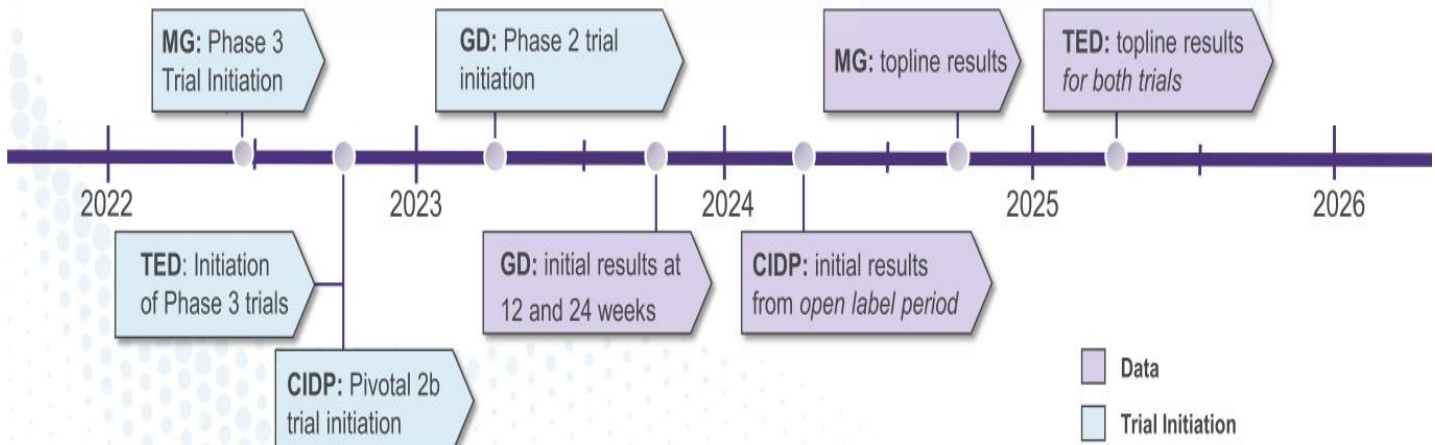 MG: Phase 3
Trial Initiation
GD: Phase 2 trial
initiation
MG: topline results
TED: topline results
for both trials
2022
2023
2024
2025
2026
TED: Initiation
of Phase 3 trials
GD: initial results at
12 and 24 weeks
CIDP: initial results
from open label period
CIDP: Pivotal 2b
trial initiation
Data
Trial Initiation